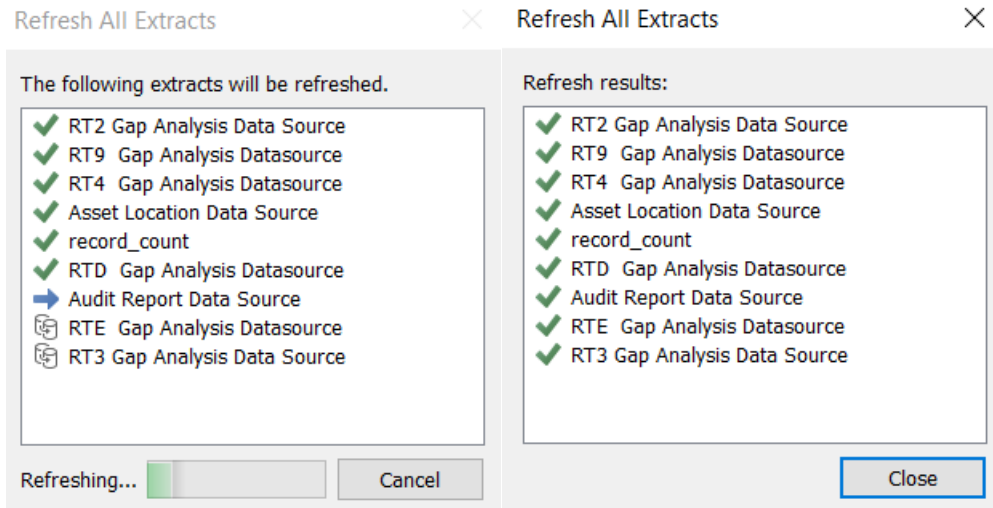 Refresh All Extracts
The following extracts will be refreshed.
RT2 Gap Analysis Data Source
RT9  Gap Analysis Datasource
RT4  Gap Analysis Datasource
Asset Location Data Source
record_count
RTD  Gap Analysis Datasource
Audit Report Data Source
RTE  Gap Analysis Datasource
RT3 Gap Analysis Data Source
Refreshing...
Cancel
Refresh All Extracts
Refresh results:
RT2 Gap Analysis Data Source
RT9  Gap Analysis Datasource
RT4  Gap Analysis Datasource
Asset Location Data Source
record_count
RTD  Gap Analysis Datasource
Audit Report Data Source
RTE  Gap Analysis Datasource
RT3 Gap Analysis Data Source
Close